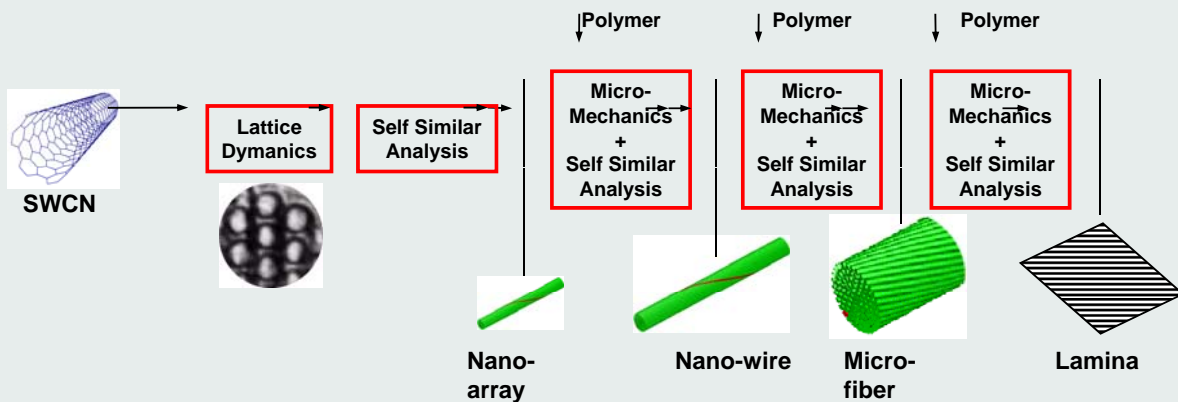 Polymer
Polymer
Polymer
SWCN
Lattice
Dymanics
Self Similar
Analysis
Micro-
Mechanics
+
Self Similar
Analysis
Micro-
Mechanics
+
Self Similar
Analysis
Micro-
Mechanics
+
Self Similar
Analysis
Nano-
array
Nano-wire
Micro-
fiber
Lamina